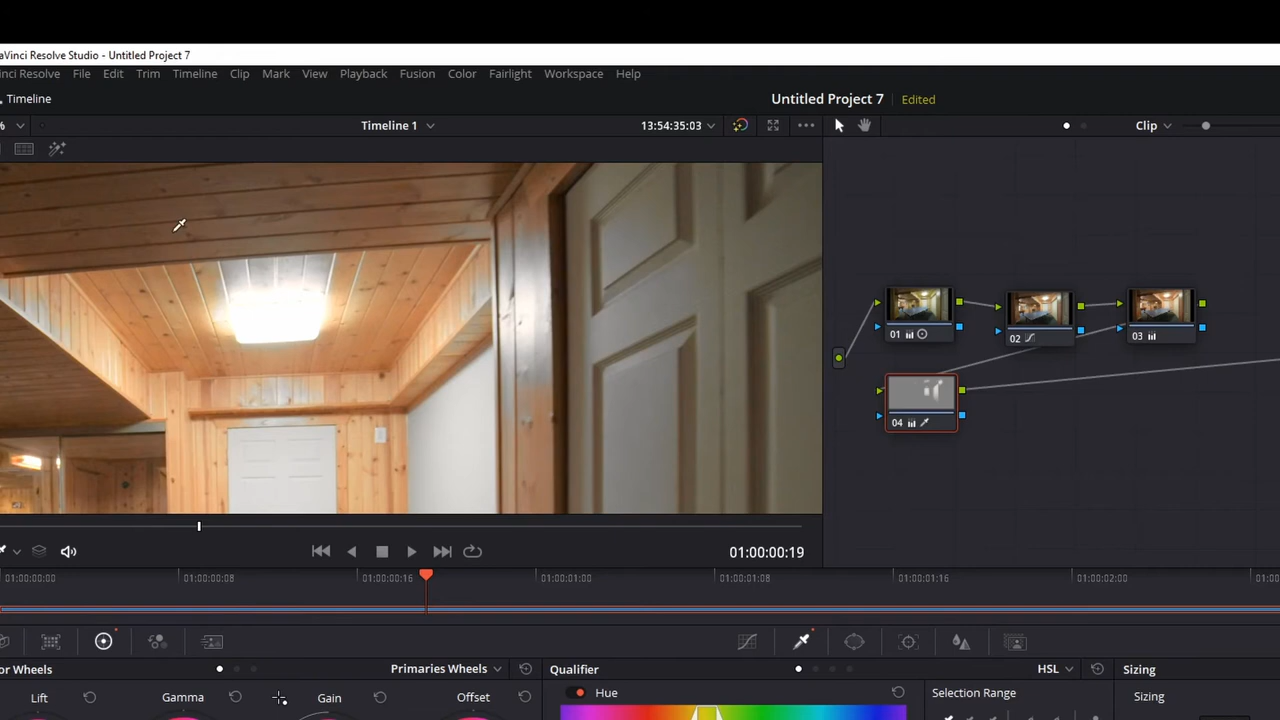 aVinci Resolve Studio - Untitled Project 7
nci Resolve File Edit Trim Timeline Clip Mark View Playback Fusion Color Fairlight Workspace Help
Timeline Untitled Project 7 Edited
% Timeline 1 13:54:35:03 Clip
01 02 03
04
01:00:00:19
01:00:00:00 01:00:00:08 01:00:00:16 01:00:01:00 01:00:01:08 01:00:01:16 01:00:02:00 01:00
or Wheels Primaries Wheels Qualifier HSL Sizing
Lift Gamma Gain Offset Hue Selection Range Sizing